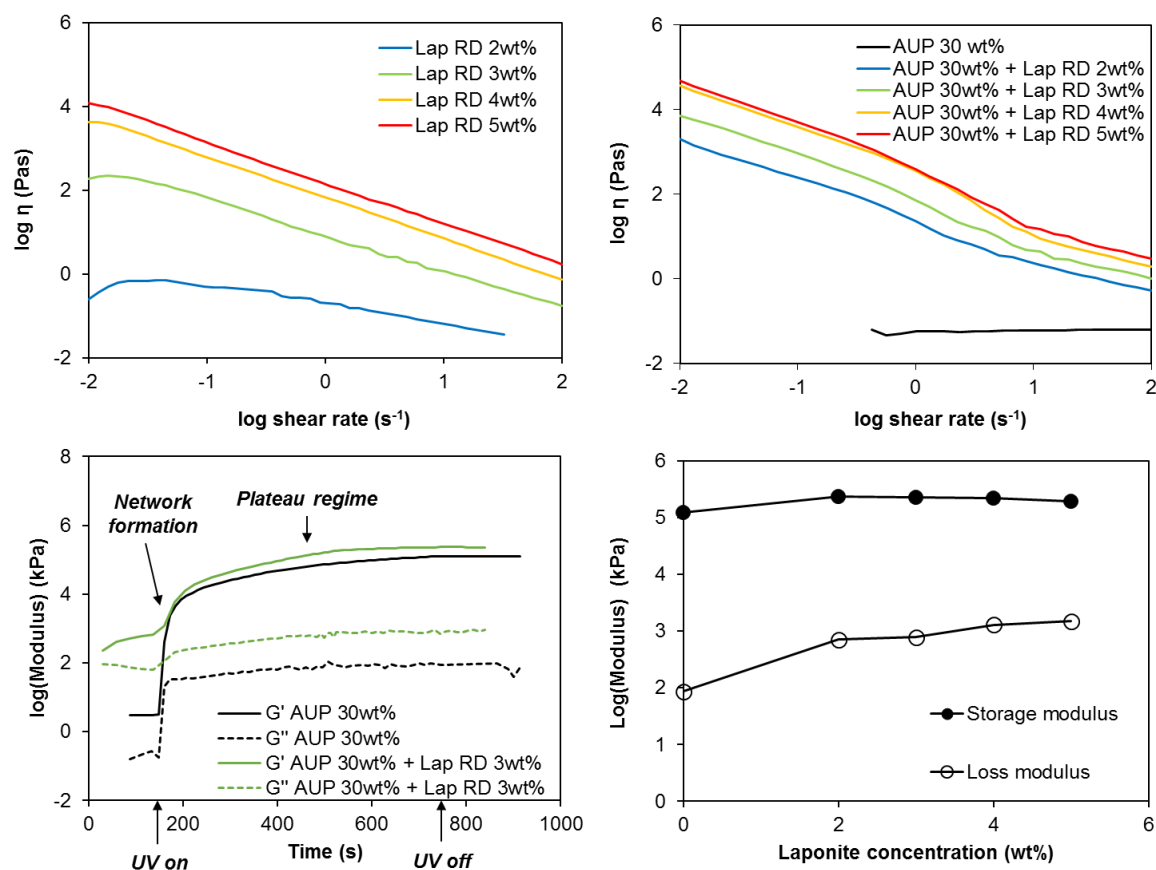 6
4
2
0
-2
log η (Pas)
Lap RD 2wt%
Lap RD 3wt%
Lap RD 4wt%
Lap RD 5wt%
-2
-1
0
1
2
log shear rate (s⁻¹)
6
4
2
0
-2
log η (Pas)
AUP 30 wt%
AUP 30wt% + Lap RD 2wt%
AUP 30wt% + Lap RD 3wt%
AUP 30wt% + Lap RD 4wt%
AUP 30wt% + Lap RD 5wt%
-2
-1
0
1
2
log shear rate (s⁻¹)
8
6
4
2
0
-2
log(Modulus) (kPa)
Network
formation
Plateau regime
G' AUP 30wt%
G'' AUP 30wt%
G' AUP 30wt% + Lap RD 3wt%
G'' AUP 30wt% + Lap RD 3wt%
0
200
400
600
800
1000
UV on
Time (s)
UV off
6
5
4
3
2
1
0
Log(Modulus) (kPa)
Storage modulus
Loss modulus
0
2
4
6
Laponite concentration (wt%)